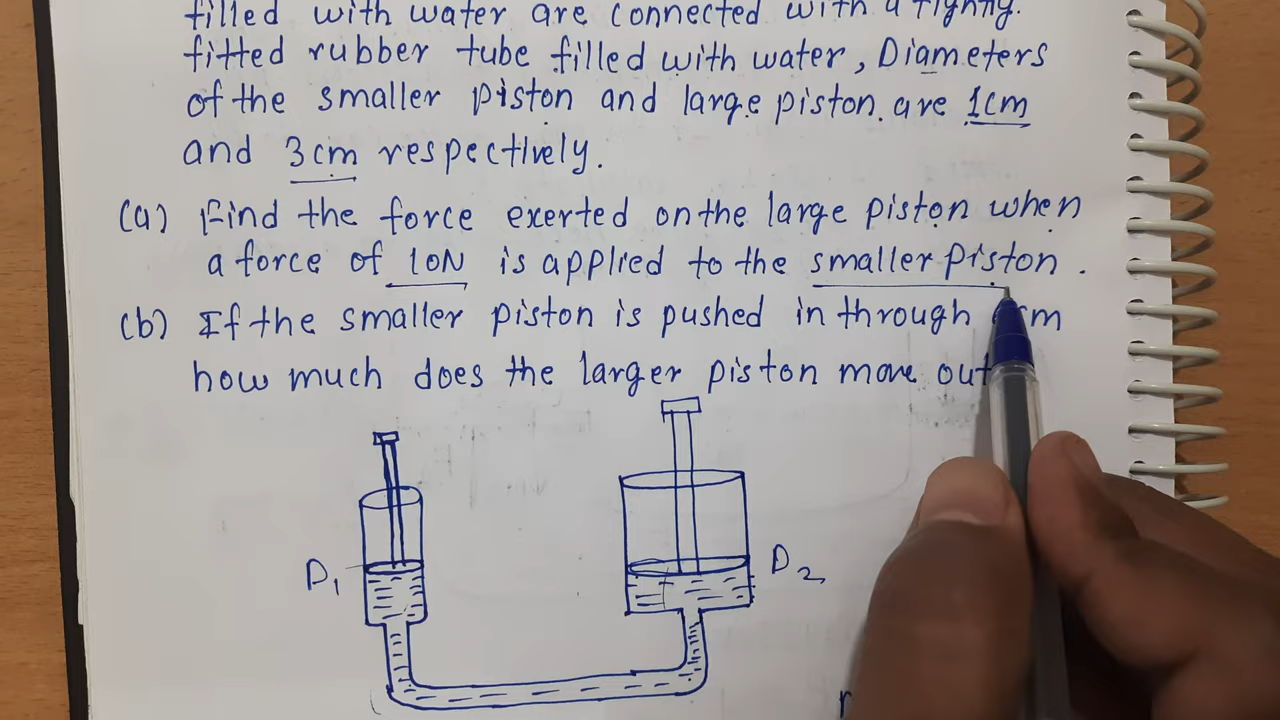 filled with water are connected with a tightly.
fitted rubber tube filled with water, Diameters
of the smaller piston and large piston. are 1cm
and 3cm respectively.
(a) Find the force exerted on the large piston when
a force of 10N is applied to the smaller piston.
(b) If the smaller piston is pushed in through cm
how much does the larger piston move out
D1
D2